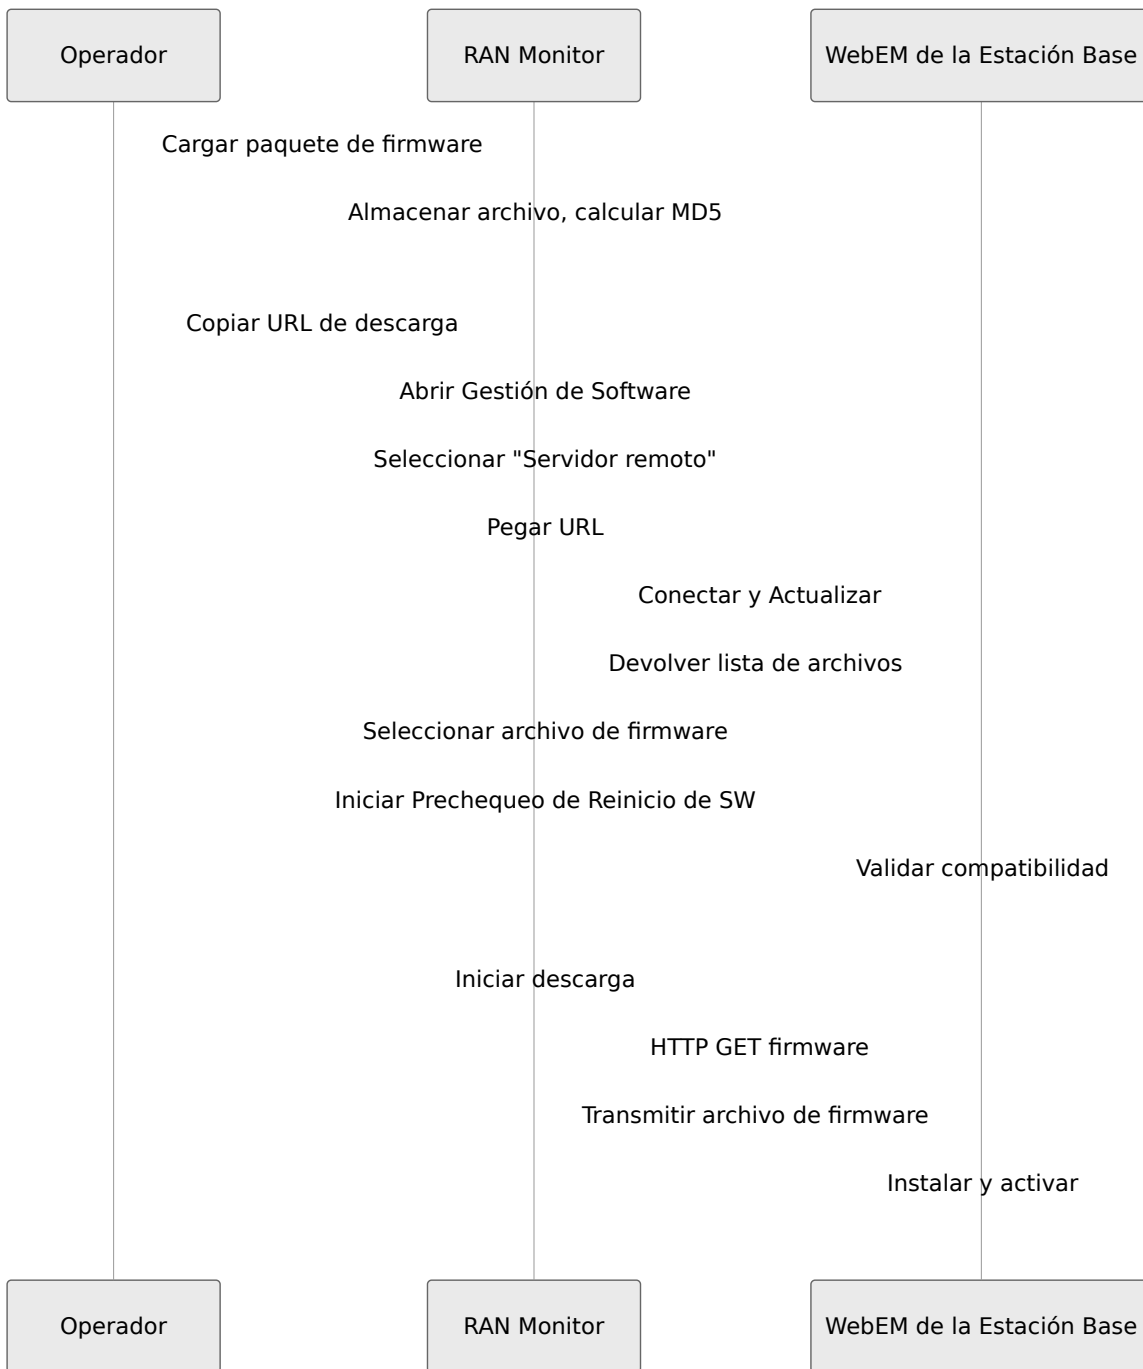 Operador
RAN Monitor
WebEM de la Estación Base
Cargar paquete de firmware
Almacenar archivo, calcular MD5
Copiar URL de descarga
Abrir Gestión de Software
Seleccionar "Servidor remoto"
Pegar URL
Conectar y Actualizar
Devolver lista de archivos
Seleccionar archivo de firmware
Iniciar Prechequeo de Reinicio de SW
Validar compatibilidad
Iniciar descarga
HTTP GET firmware
Transmitir archivo de firmware
Instalar y activar
Operador
RAN Monitor
WebEM de la Estación Base